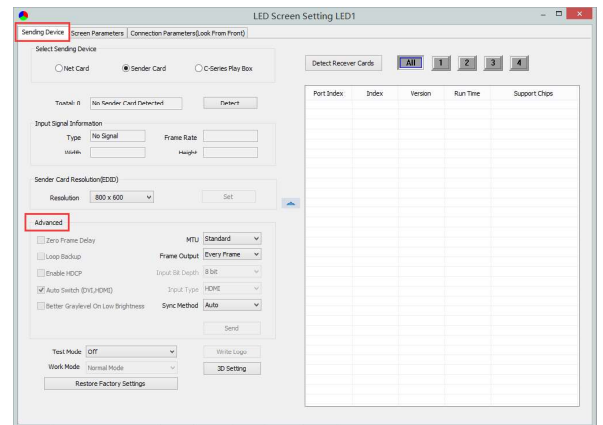 LED Screen Setting LED1
Sending Device Screen Parameters Connection Parameters(Look From Front)
Select Sending Device
Net Card Sender Card C-Series Play Box
Detect Recever Cards All 1 2 3 4
Toatal: 0 No Sender Card Detected Detect
Port Index Index Version Run Time Support Chips
Input Signal Information
Type No Signal Frame Rate
Width Height
Sender Card Resolution(EDID)
Resolution 800 x 600 Set
Advanced
Zero Frame Delay MTU Standard
Loop Backup Frame Output Every Frame
Enable HDCP Input Bit Depth 8 bit
Auto Switch (DVI,HDMI) Input Type HDMI
Better Graylevel On Low Brightness Sync Method Auto
Send
Test Mode Off Write Logo
Work Mode Normal Mode 3D Setting
Restore Factory Settings